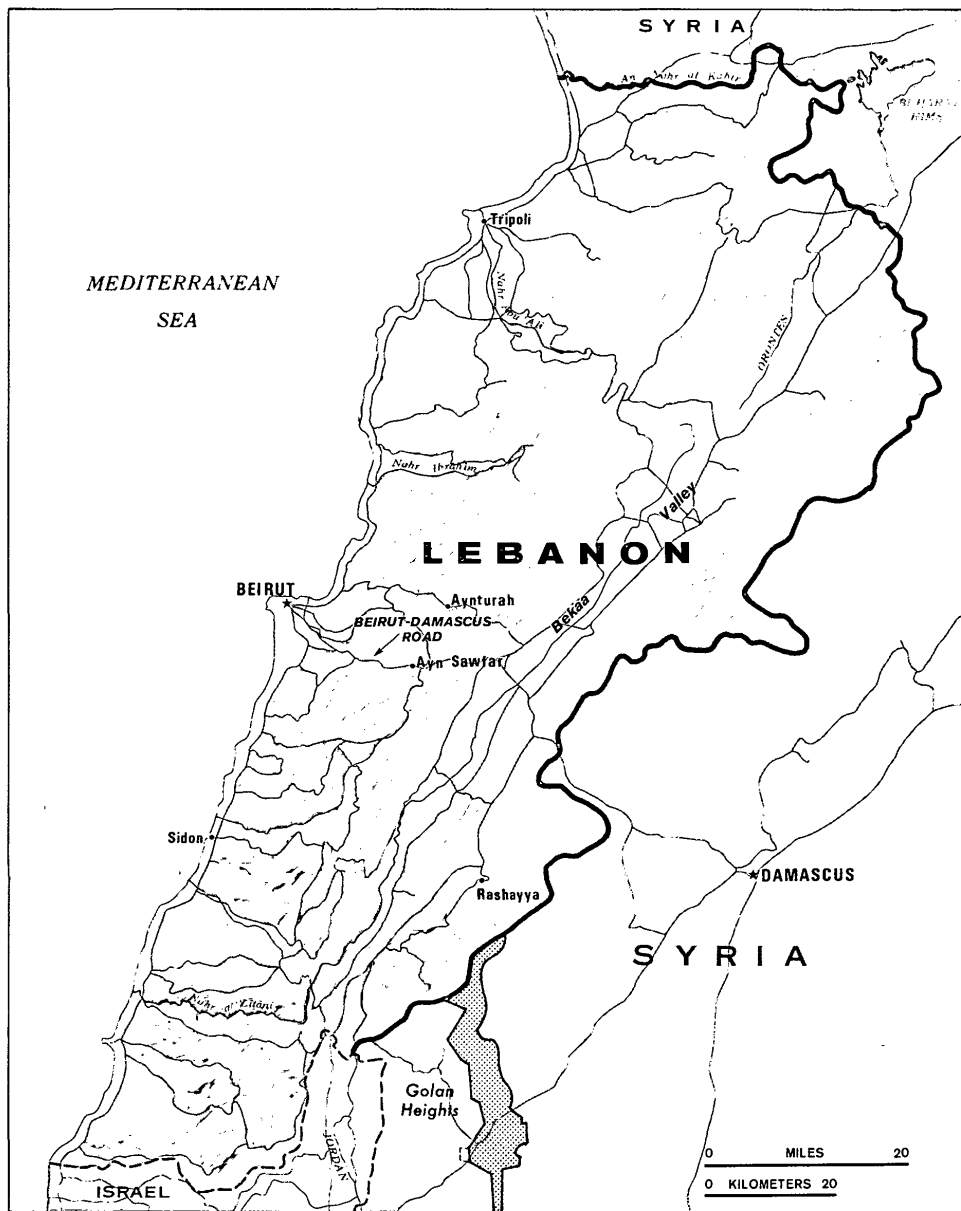 SYRIA
An Nahr al Kabir
Tripoli
MEDITERRANEAN
SEA
Nahr Abu Ali
ORONTES
Nahr Ibrahim
Valley
LEBANON
BEIRUT
Aynturah
Bekaa
BEIRUT-DAMASCUS
ROAD
Ayn Sawfar
Sidon
DAMASCUS
Rashayya
SYRIA
Nahr al Litani
Golan
Heights
JORDAN
0 MILES 20
ISRAEL
0 KILOMETERS 20